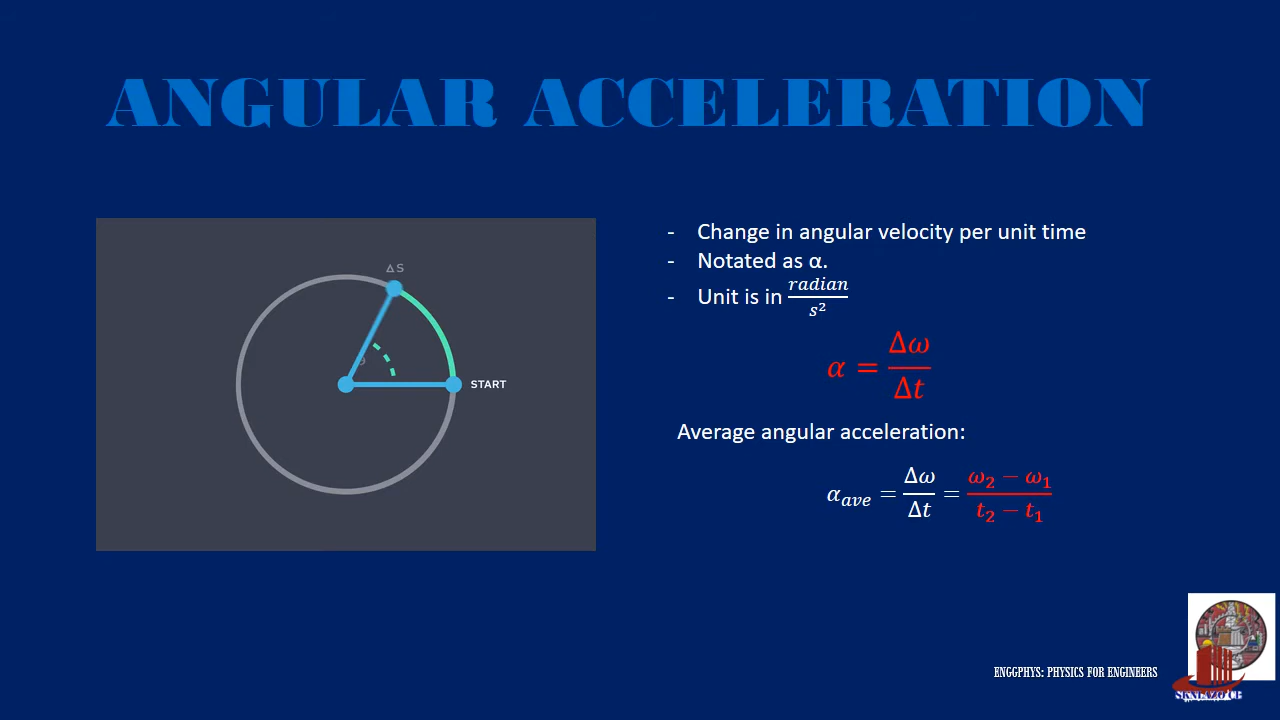 ANGULAR ACCELERATION
ΔS
START
- Change in angular velocity per unit time
- Notated as α.
- Unit is in radian/s²
α = Δω/Δt
Average angular acceleration:
α_ave = Δω/Δt = (ω₂ − ω₁)/(t₂ − t₁)
ENGGPHYS: PHYSICS FOR ENGINEERS